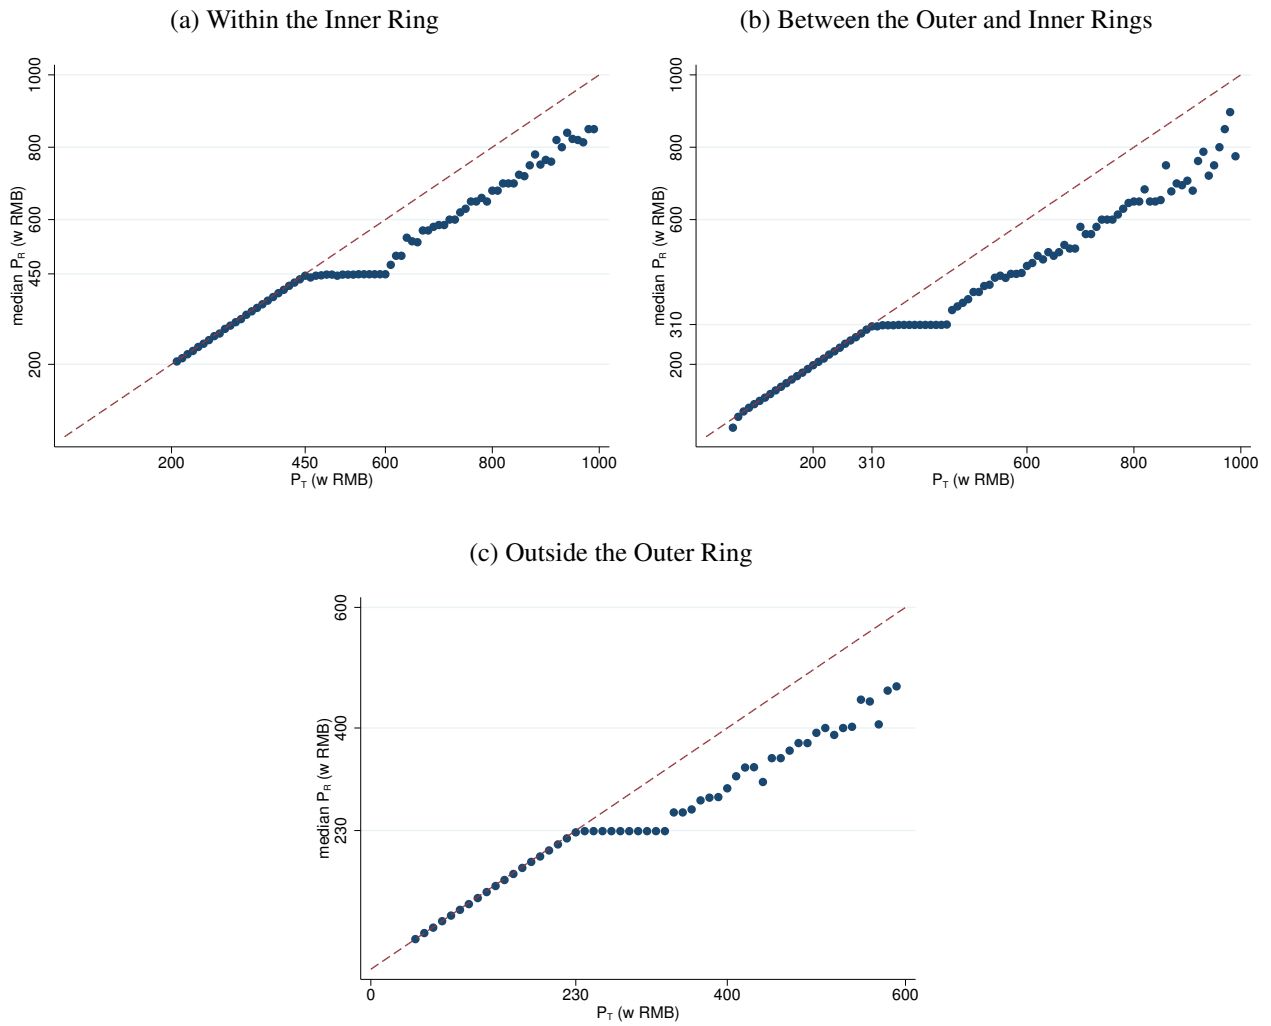 (a) Within the Inner Ring
1000
800
600
450
200
median P_R (w RMB)
200 450 600 800 1000
P_T (w RMB)
(b) Between the Outer and Inner Rings
1000
800
600
310
200
median P_R (w RMB)
200 310 600 800 1000
P_T (w RMB)
(c) Outside the Outer Ring
600
400
230
median P_R (w RMB)
0 230 400 600
P_T (w RMB)